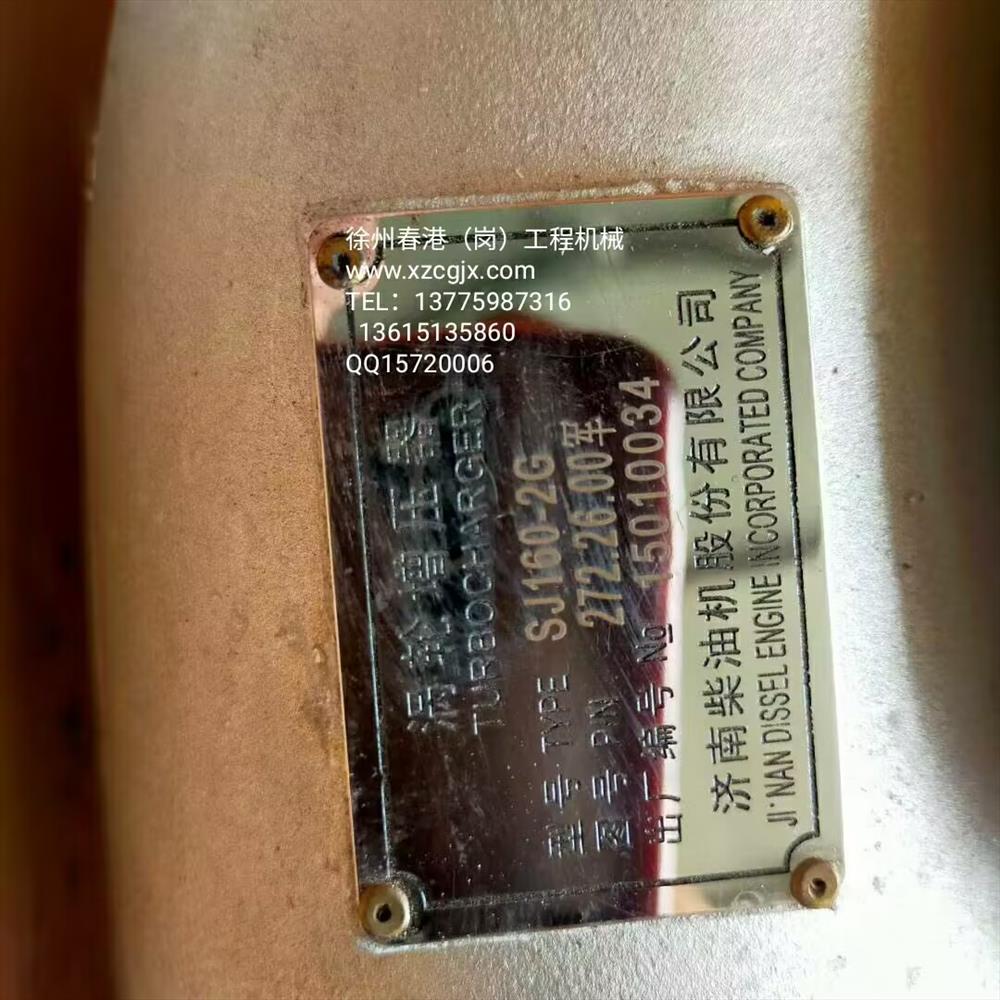 徐州春港（岗）工程机械
www.xzcgjx.com
TEL：13775987316
13615135860
QQ15720006
涡轮增压器
TURBOCHARGER
型号 TYPE SJ160-2G
图号 P/N 272.26.00军
出厂编号 No 15010034
济南柴油机股份有限公司
JI'NAN DISSEL ENGINE INCORPORATED COMPANY